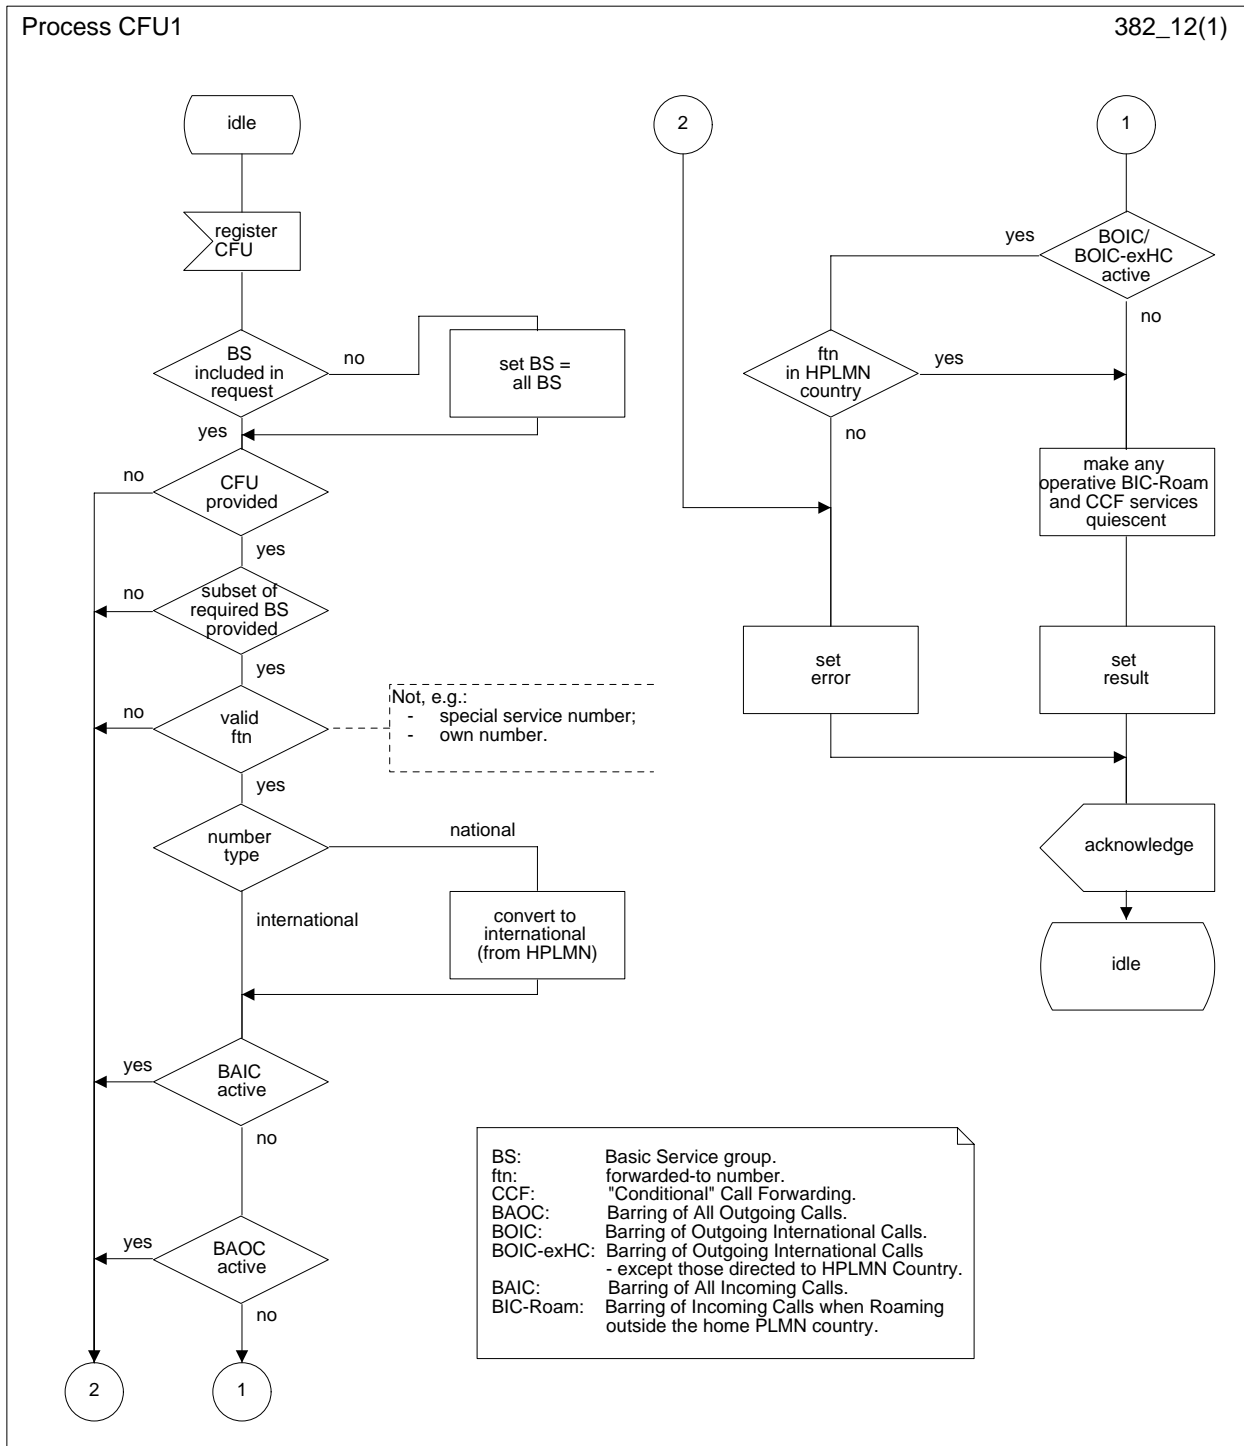 Process CFU1
382_12(1)
idle
register
CFU
BS
included in
request
no
set BS =
all BS
yes
no
CFU
provided
yes
no
subset of
required BS
provided
yes
no
valid
ftn
Not, e.g.:
- special service number;
- own number.
yes
number
type
national
international
convert to
international
(from HPLMN)
yes
BAIC
active
no
yes
BAOC
active
no
2
1
2
1
yes
BOIC/
BOIC-exHC
active
no
ftn
in HPLMN
country
yes
no
make any
operative BIC-Roam
and CCF services
quiescent
set
error
set
result
acknowledge
idle
BS: Basic Service group.
ftn: forwarded-to number.
CCF: "Conditional" Call Forwarding.
BAOC: Barring of All Outgoing Calls.
BOIC: Barring of Outgoing International Calls.
BOIC-exHC: Barring of Outgoing International Calls
- except those directed to HPLMN Country.
BAIC: Barring of All Incoming Calls.
BIC-Roam: Barring of Incoming Calls when Roaming
outside the home PLMN country.